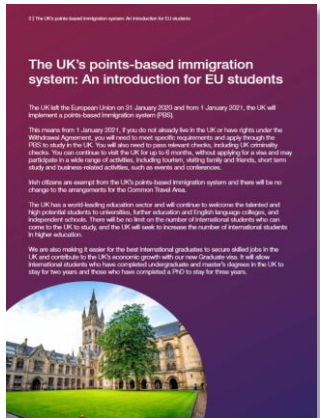 2 | The UK's points-based immigration system: An introduction for EU students
The UK's points-based immigration
system: An introduction for EU students
The UK left the European Union on 31 January 2020 and from 1 January 2021, the UK will
implement a points-based immigration system (PBS).
This means from 1 January 2021, if you do not already live in the UK or have rights under the
Withdrawal Agreement, you will need to meet specific requirements and apply through the
PBS to study in the UK. You will also need to pass relevant checks, including UK criminality
checks. You can continue to visit the UK for up to 6 months, without applying for a visa and may
participate in a wide range of activities, including tourism, visiting family and friends, short term
study and business-related activities, such as events and conferences.
Irish citizens are exempt from the UK's points-based immigration system and there will be no
change to the arrangements for the Common Travel Area.
The UK has a world-leading education sector and will continue to welcome the talented and
high potential students to universities, further education and English language colleges, and
independent schools. There will be no limit on the number of international students who can
come to the UK to study, and the UK will seek to increase the number of international students
in higher education.
We are also making it easier for the best international graduates to secure skilled jobs in the
UK and contribute to the UK's economic growth with our new Graduate visa. It will allow
international students who have completed undergraduate and master's degrees in the UK to
stay for two years and those who have completed a PhD to stay for three years.